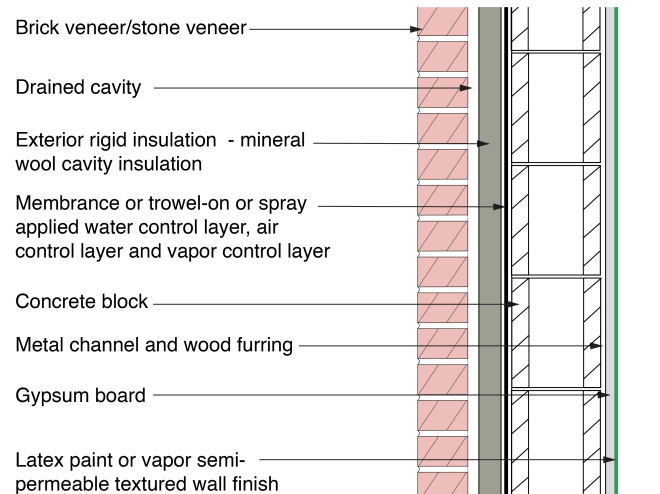 Brick veneer/stone veneer
Drained cavity
Exterior rigid insulation - mineral
wool cavity insulation
Membrance or trowel-on or spray
applied water control layer, air
control layer and vapor control layer
Concrete block
Metal channel and wood furring
Gypsum board
Latex paint or vapor semi-
permeable textured wall finish